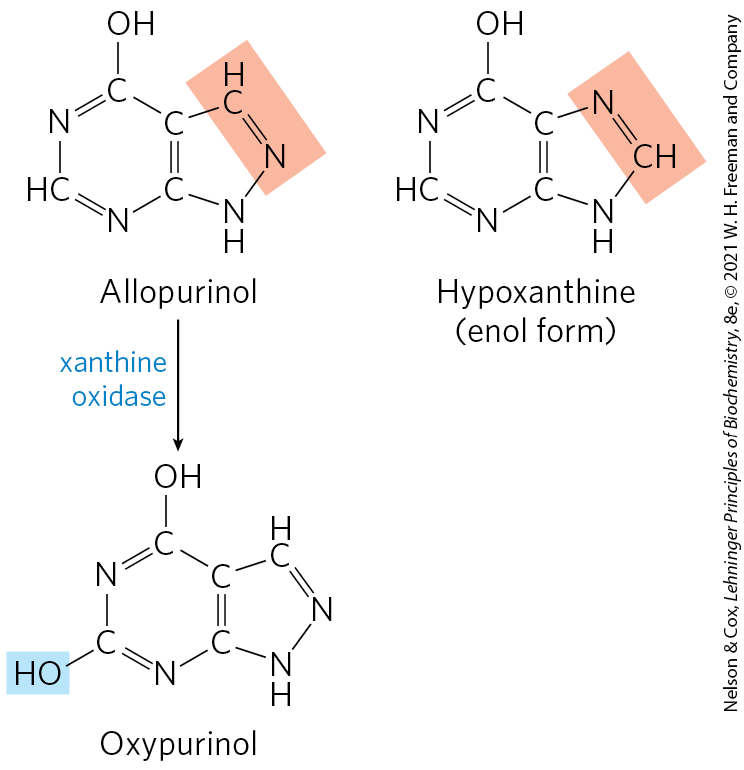 OH
H
C
C
N
C
N
HC
C
N
N
H
Allopurinol
OH
C
N
N
C
CH
HC
C
N
N
H
Hypoxanthine
(enol form)
xanthine
oxidase
OH
H
C
C
N
C
N
C
C
HO
N
N
H
Oxypurinol
Nelson & Cox, Lehninger Principles of Biochemistry, 8e, © 2021 W. H. Freeman and Company